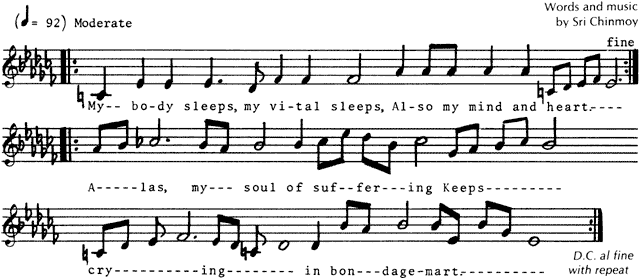 Words and music
by Sri Chinmoy
(♩= 92) Moderate
fine
My-- bo-dy sleeps, my vi-tal sleeps, Al-so my mind and heart.----
A-----las, my--- soul of suf--fer---ing Keeps---------
cry----------ing-------- in bon---dage-mart.-----------
D.C. al fine
with repeat